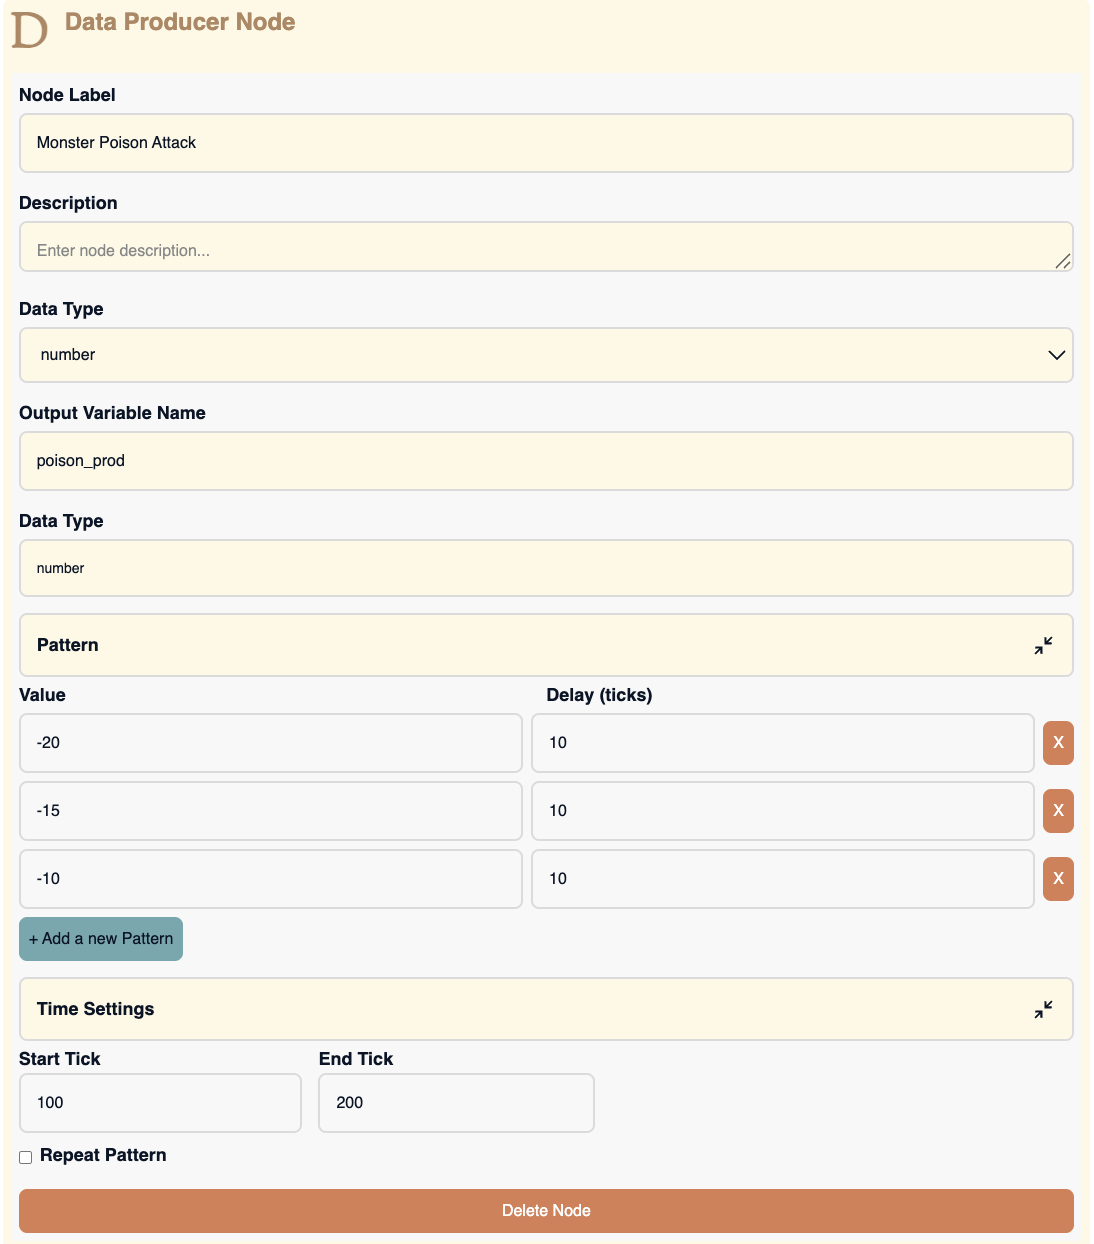 D Data Producer Node
Node Label
Monster Poison Attack
Description
Enter node description...
Data Type
number
Output Variable Name
poison_prod
Data Type
number
Pattern
Value Delay (ticks)
-20 10 X
-15 10 X
-10 10 X
+ Add a new Pattern
Time Settings
Start Tick End Tick
100 200
Repeat Pattern
Delete Node